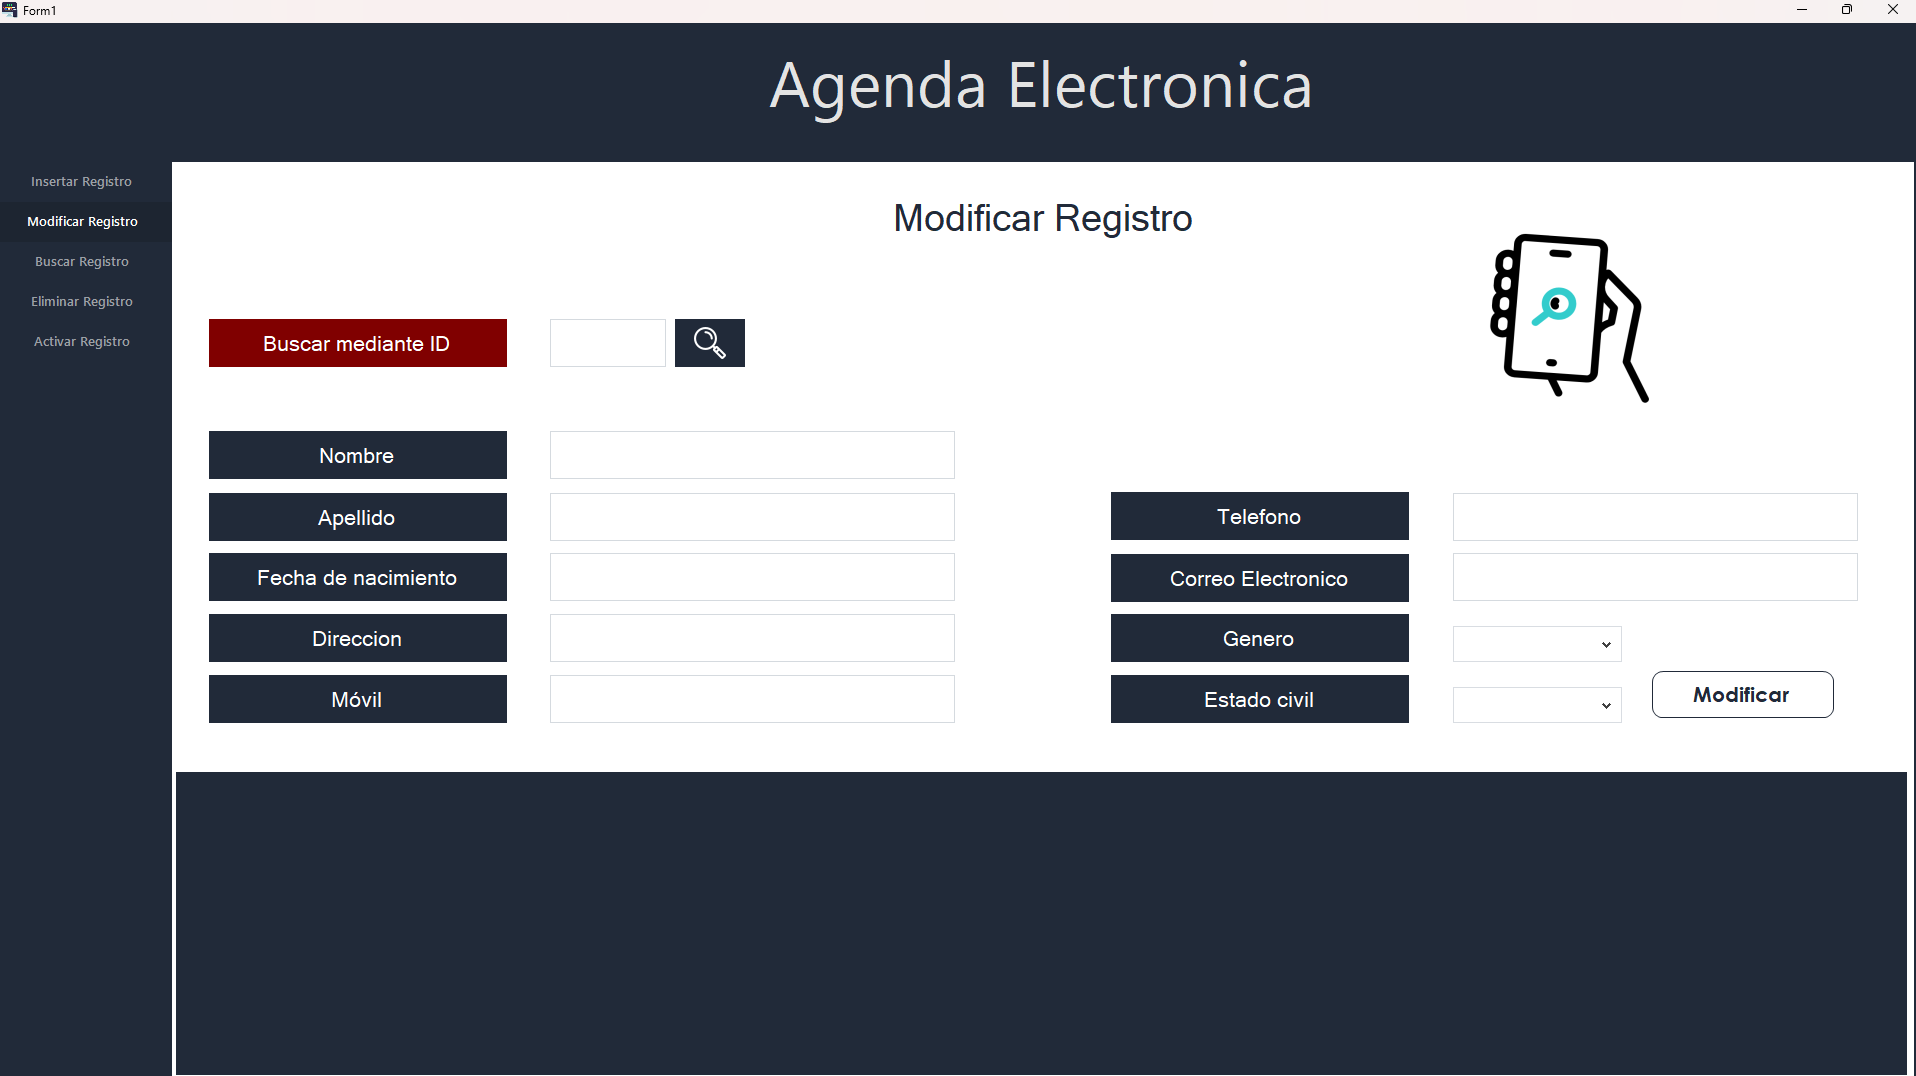 Form1
Agenda Electronica
Insertar Registro
Modificar Registro
Buscar Registro
Eliminar Registro
Activar Registro
Modificar Registro
Buscar mediante ID
Nombre
Apellido
Fecha de nacimiento
Direccion
Móvil
Telefono
Correo Electronico
Genero
Estado civil
Modificar